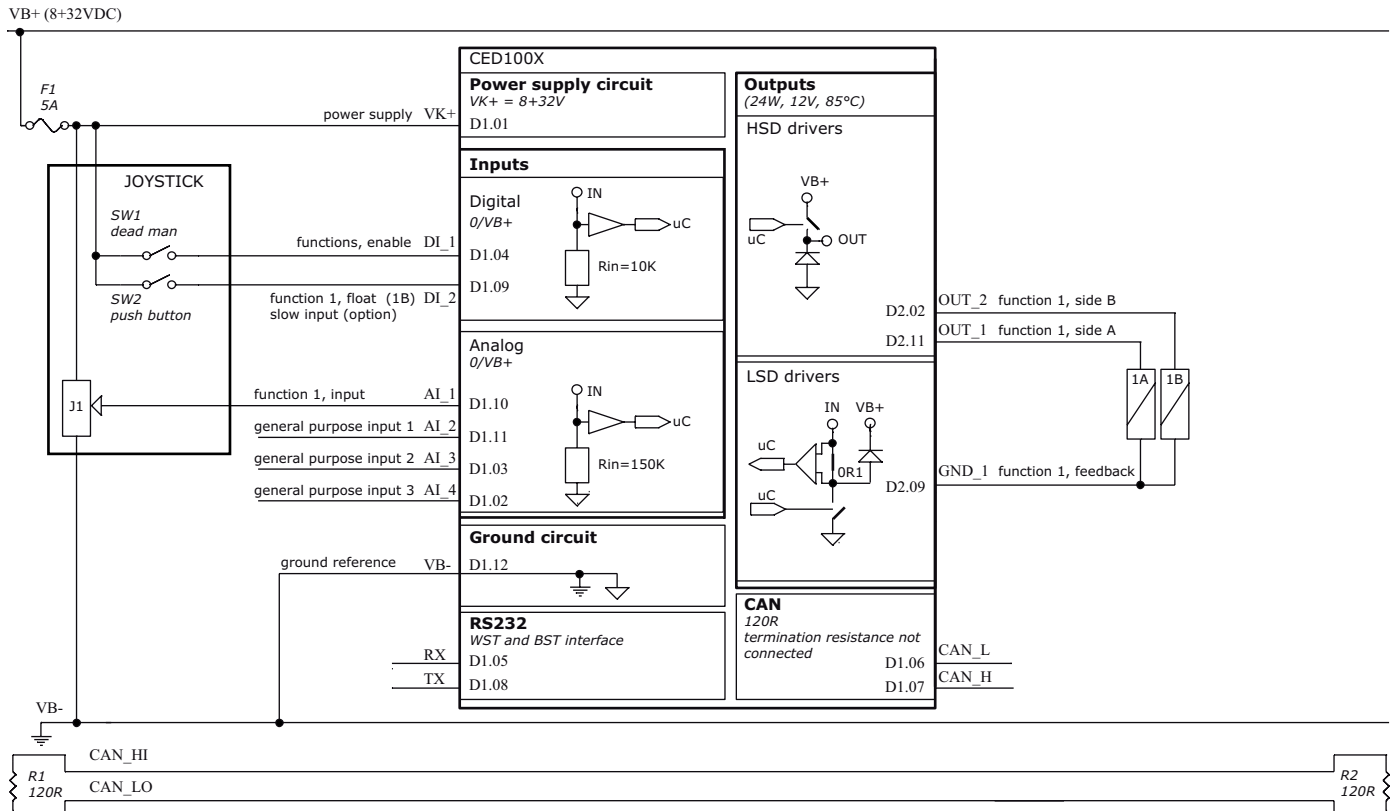 VB+ (8+32VDC)
F1
5A
power supply VK+
JOYSTICK
SW1
dead man
functions, enable DI_1
SW2
push button
function 1, float (1B) DI_2
slow input (option)
J1
function 1, input AI_1
general purpose input 1 AI_2
general purpose input 2 AI_3
general purpose input 3 AI_4
ground reference VB-
RX
TX
CED100X
Power supply circuit
VK+ = 8+32V
D1.01
Inputs
Digital
0/VB+
D1.04
D1.09
IN
uC
Rin=10K
Analog
0/VB+
D1.10
D1.11
D1.03
D1.02
IN
uC
Rin=150K
Ground circuit
D1.12
RS232
WST and BST interface
D1.05
D1.08
Outputs
(24W, 12V, 85°C)
HSD drivers
VB+
uC
OUT
D2.02
D2.11
LSD drivers
IN VB+
uC
0R1
uC
D2.09
CAN
120R
termination resistance not
connected
D1.06
D1.07
OUT_2 function 1, side B
OUT_1 function 1, side A
1A 1B
GND_1 function 1, feedback
CAN_L
CAN_H
VB-
CAN_HI
R1
120R
CAN_LO
R2
120R